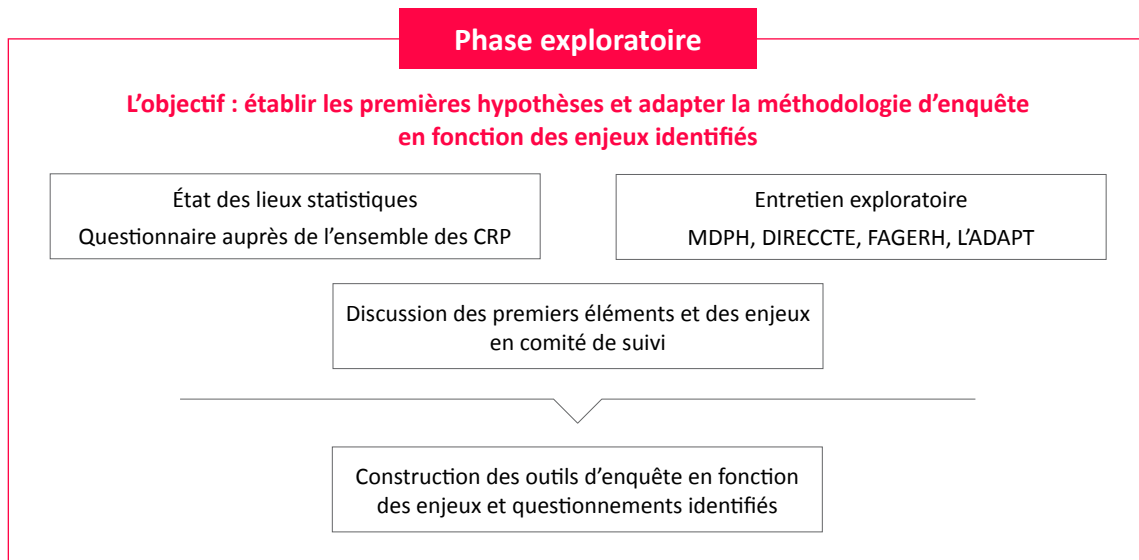 Phase exploratoire
L’objectif : établir les premières hypothèses et adapter la méthodologie d’enquête
en fonction des enjeux identifiés
État des lieux statistiques
Questionnaire auprès de l’ensemble des CRP
Entretien exploratoire
MDPH, DIRECCTE, FAGERH, L’ADAPT
Discussion des premiers éléments et des enjeux
en comité de suivi
Construction des outils d’enquête en fonction
des enjeux et questionnements identifiés